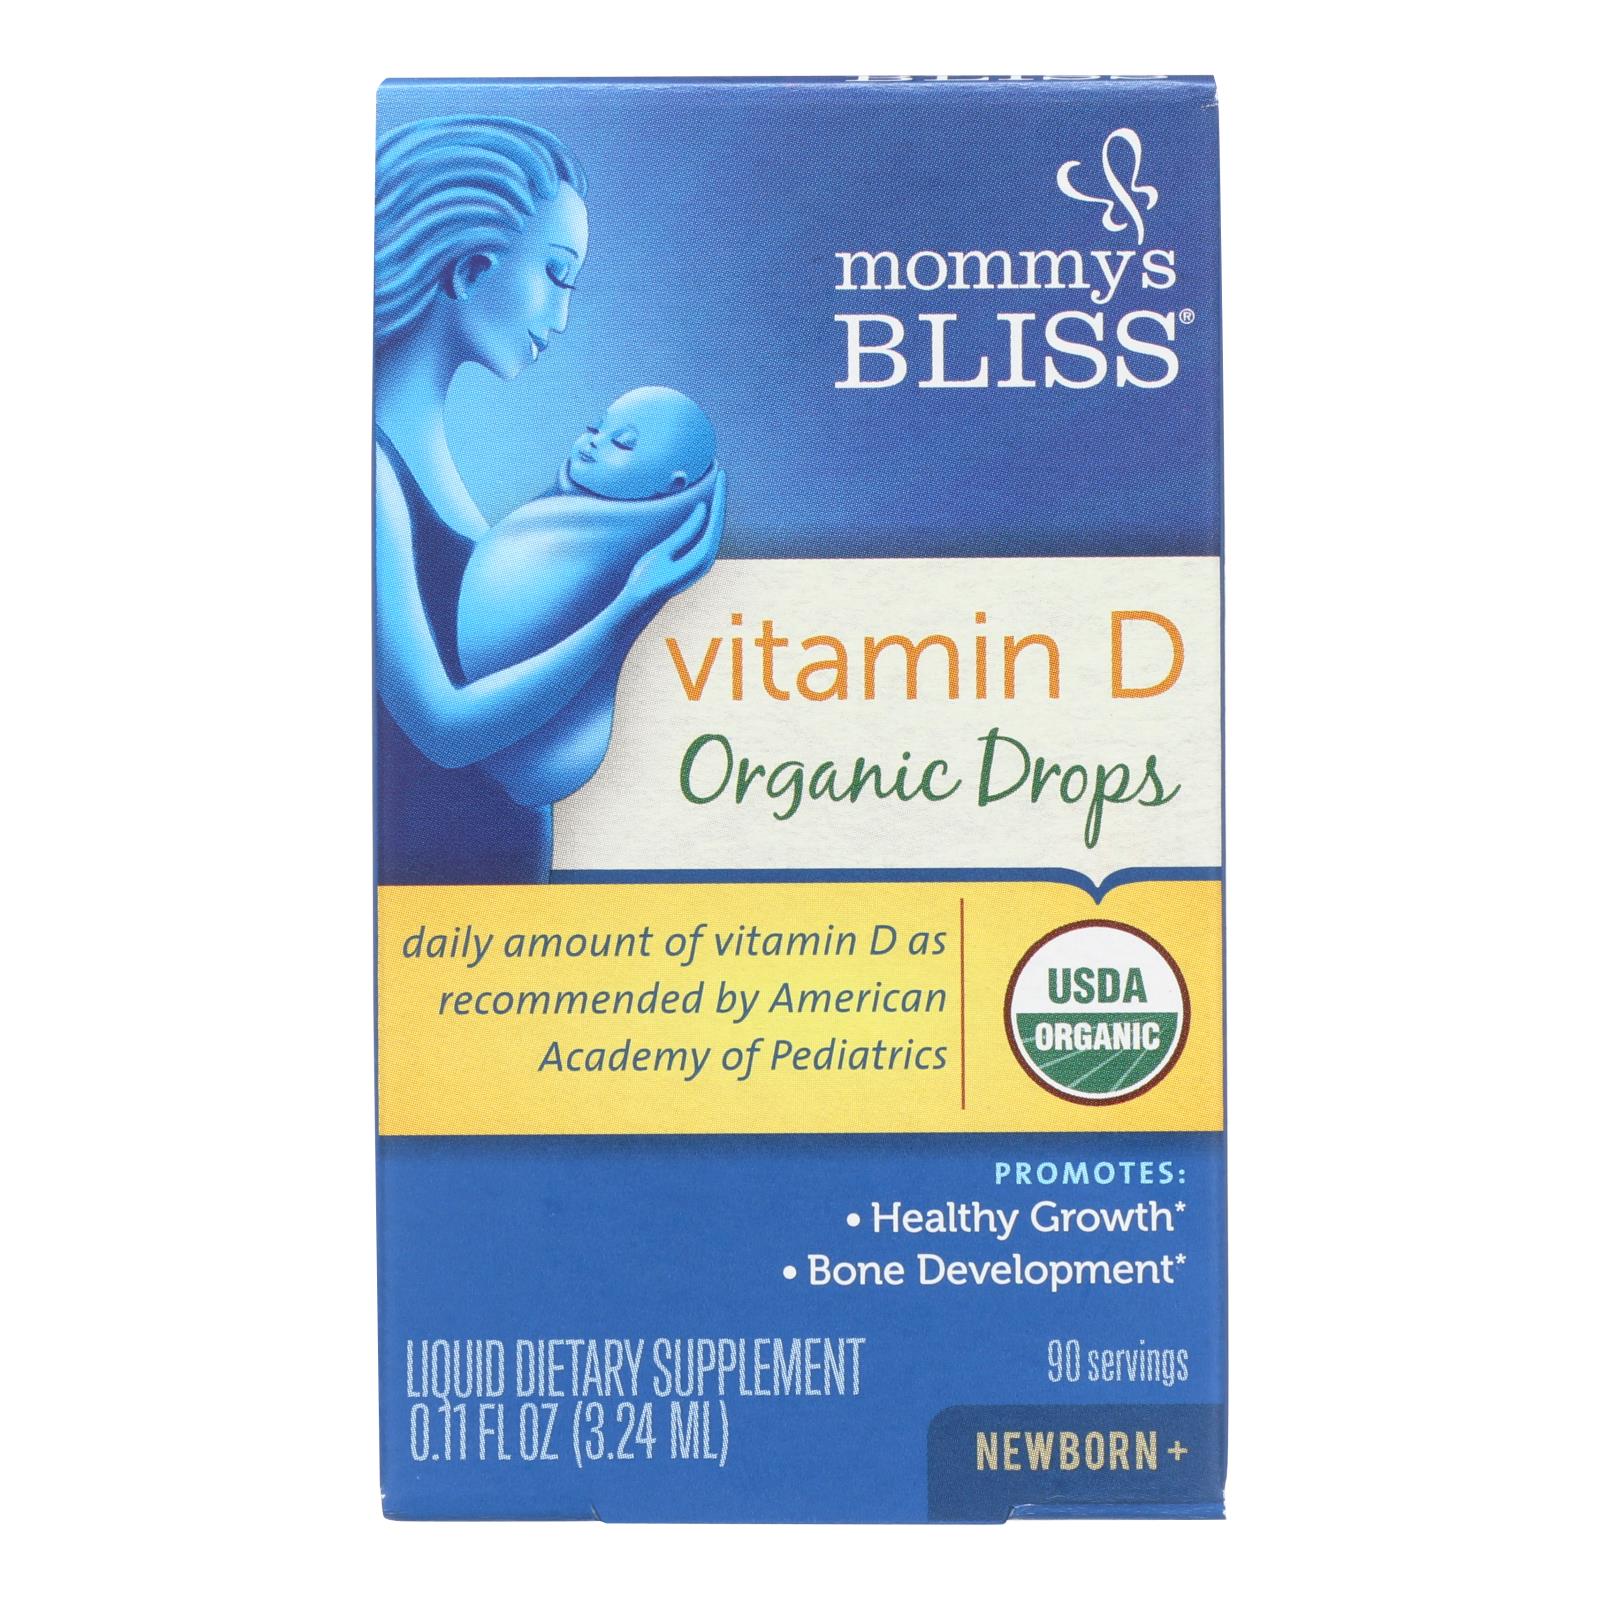 mommys
BLISS®
vitamin D
Organic Drops
daily amount of vitamin D as
recommended by American
Academy of Pediatrics
USDA
ORGANIC
PROMOTES:
• Healthy Growth*
• Bone Development*
LIQUID DIETARY SUPPLEMENT
0.11 FL OZ (3.24 ML)
90 servings
NEWBORN +